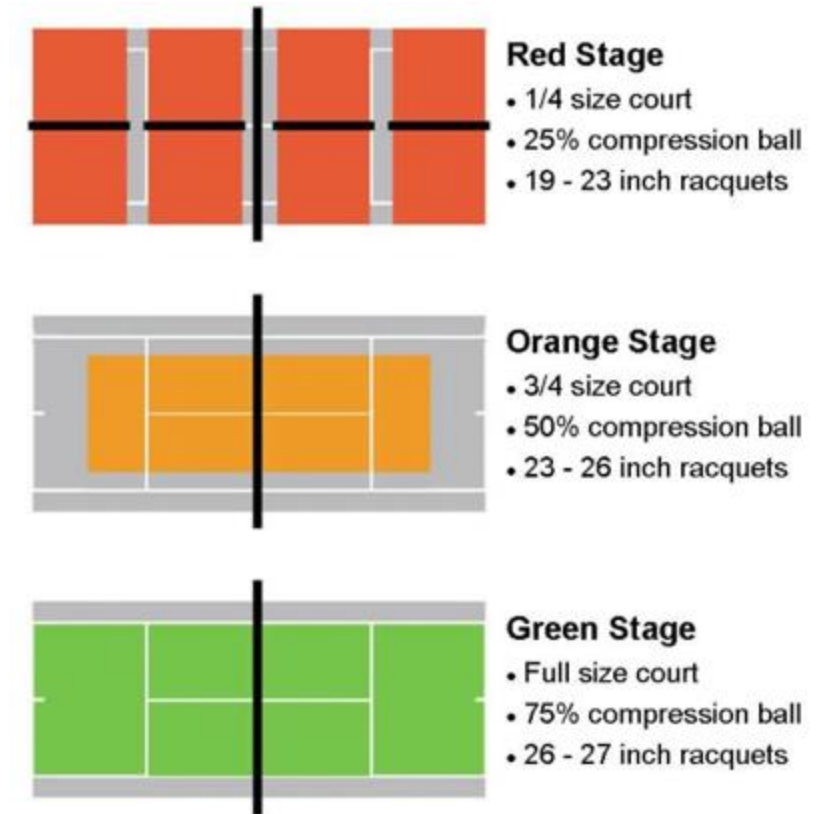 Red Stage
• 1/4 size court
• 25% compression ball
• 19 - 23 inch racquets
Orange Stage
• 3/4 size court
• 50% compression ball
• 23 - 26 inch racquets
Green Stage
• Full size court
• 75% compression ball
• 26 - 27 inch racquets